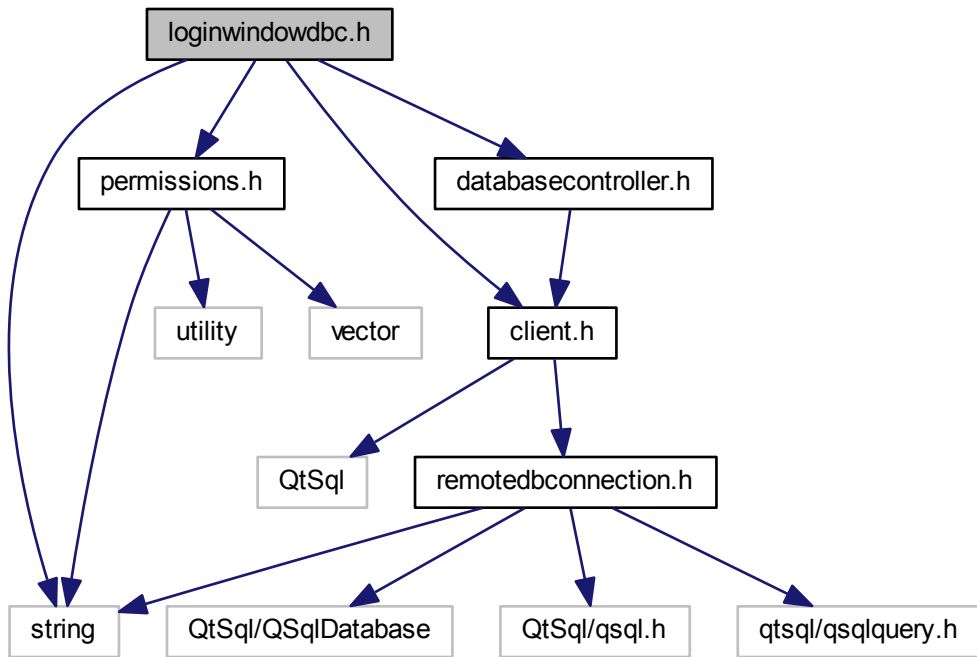 loginwindowdbc.h
permissions.h
databasecontroller.h
utility
vector
client.h
QtSql
remotedbconnection.h
string
QtSql/QSqlDatabase
QtSql/qsql.h
qtsql/qsqlquery.h